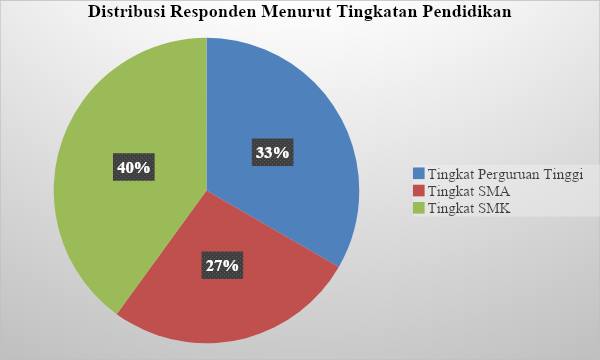 Distribusi Responden Menurut Tingkatan Pendidikan
40%
33%
27%
Tingkat Perguruan Tinggi
Tingkat SMA
Tingkat SMK